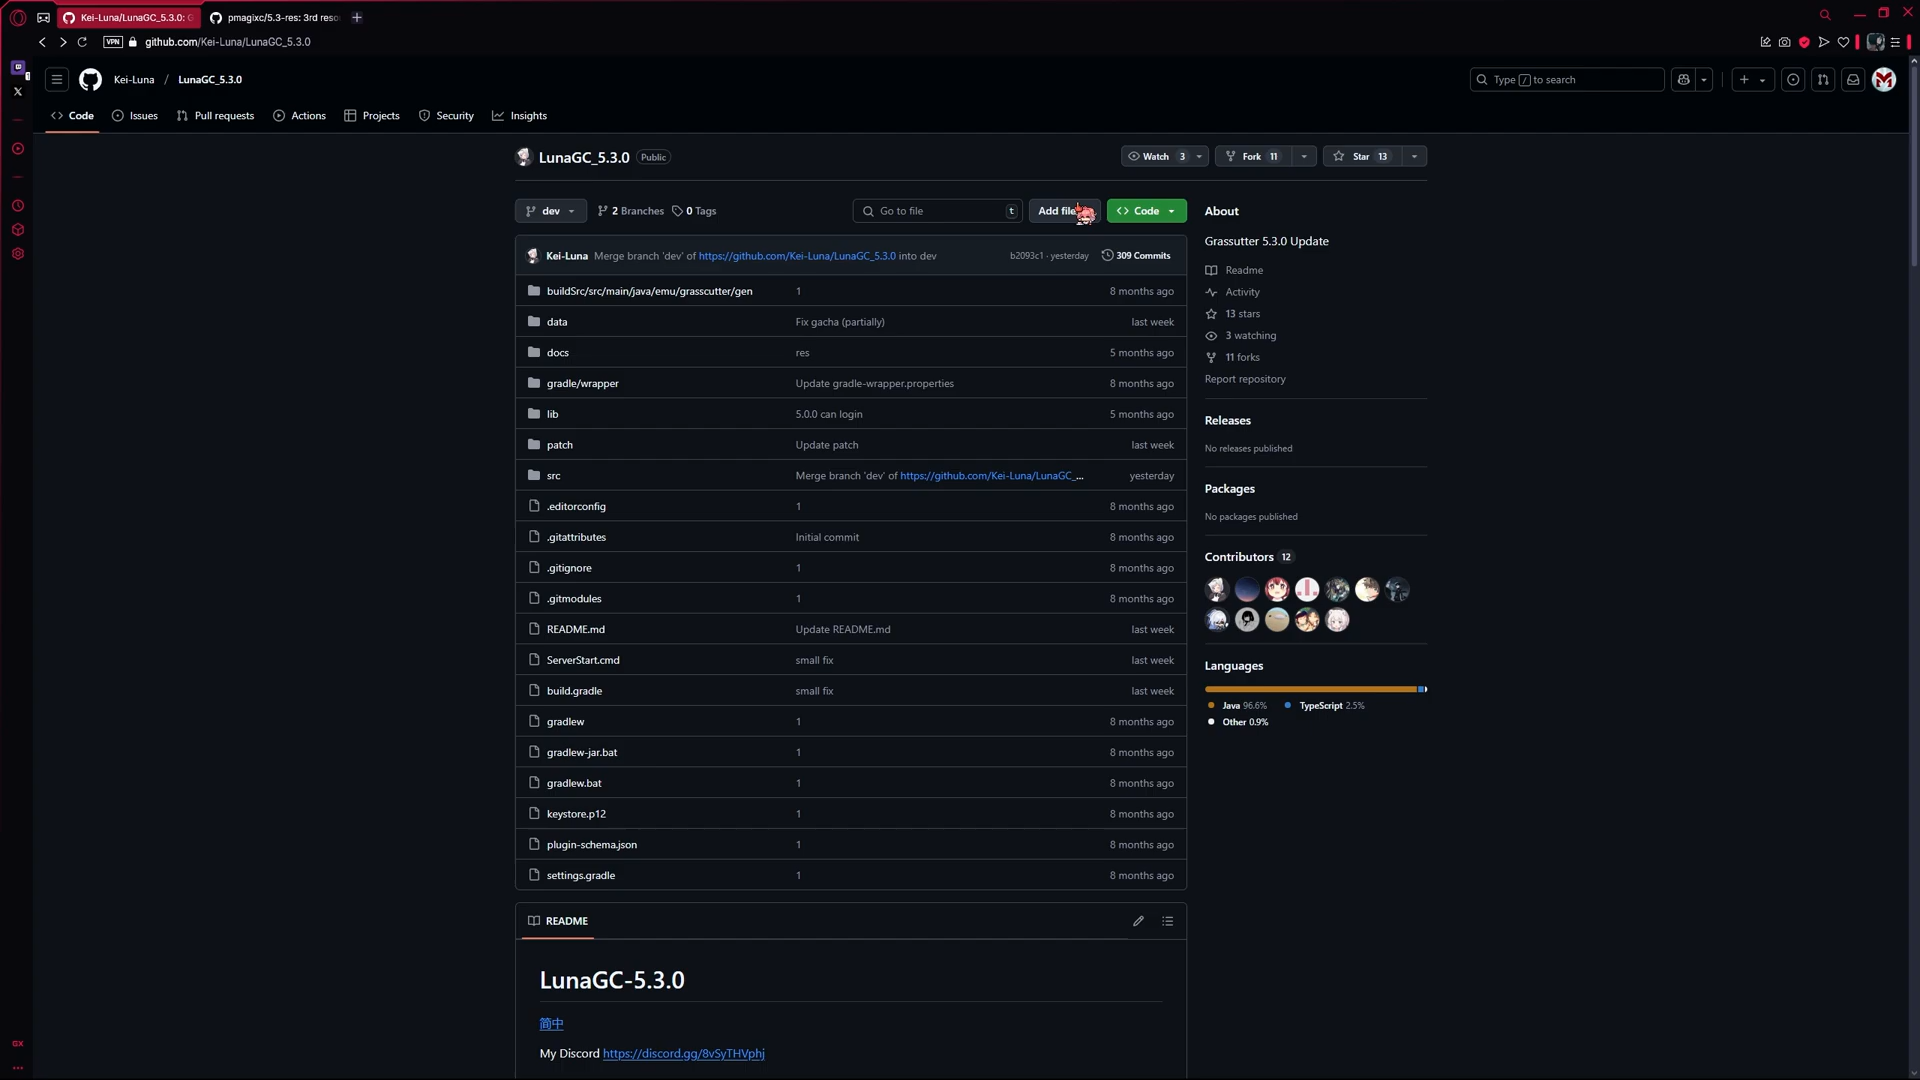 Kei-Luna/LunaGC_5.3.0: G
pmagixc/5.3-res: 3rd reso
VPN
github.com/Kei-Luna/LunaGC_5.3.0
Kei-Luna / LunaGC_5.3.0
Type / to search
Code
Issues
Pull requests
Actions
Projects
Security
Insights
LunaGC_5.3.0
Public
Watch 3
Fork 11
Star 13
dev
2 Branches
0 Tags
Go to file
t
Add file
Code
Kei-Luna Merge branch 'dev' of https://github.com/Kei-Luna/LunaGC_5.3.0 into dev
b2093c1 · yesterday
309 Commits
buildSrc/src/main/java/emu/grasscutter/gen 1 8 months ago
data Fix gacha (partially) last week
docs res 5 months ago
gradle/wrapper Update gradle-wrapper.properties 8 months ago
lib 5.0.0 can login 5 months ago
patch Update patch last week
src Merge branch 'dev' of https://github.com/Kei-Luna/LunaGC_... yesterday
.editorconfig 1 8 months ago
.gitattributes Initial commit 8 months ago
.gitignore 1 8 months ago
.gitmodules 1 8 months ago
README.md Update README.md last week
ServerStart.cmd small fix last week
build.gradle small fix last week
gradlew 1 8 months ago
gradlew-jar.bat 1 8 months ago
gradlew.bat 1 8 months ago
keystore.p12 1 8 months ago
plugin-schema.json 1 8 months ago
settings.gradle 1 8 months ago
README
LunaGC-5.3.0
简中
My Discord https://discord.gg/8vSyTHVphj
About
Grassutter 5.3.0 Update
Readme
Activity
13 stars
3 watching
11 forks
Report repository
Releases
No releases published
Packages
No packages published
Contributors 12
Languages
Java 96.6%
TypeScript 2.5%
Other 0.9%
GX